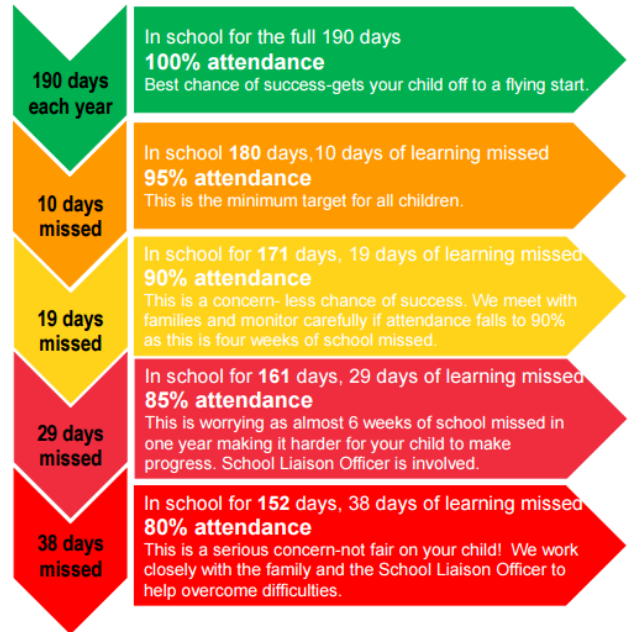 190 days
each year
In school for the full 190 days
100% attendance
Best chance of success-gets your child off to a flying start.
10 days
missed
In school 180 days,10 days of learning missed
95% attendance
This is the minimum target for all children.
19 days
missed
In school for 171 days, 19 days of learning missed
90% attendance
This is a concern- less chance of success. We meet with
families and monitor carefully if attendance falls to 90%
as this is four weeks of school missed.
29 days
missed
In school for 161 days, 29 days of learning missed
85% attendance
This is worrying as almost 6 weeks of school missed in
one year making it harder for your child to make
progress. School Liaison Officer is involved.
38 days
missed
In school for 152 days, 38 days of learning missed
80% attendance
This is a serious concern-not fair on your child!  We work
closely with the family and the School Liaison Officer to
help overcome difficulties.